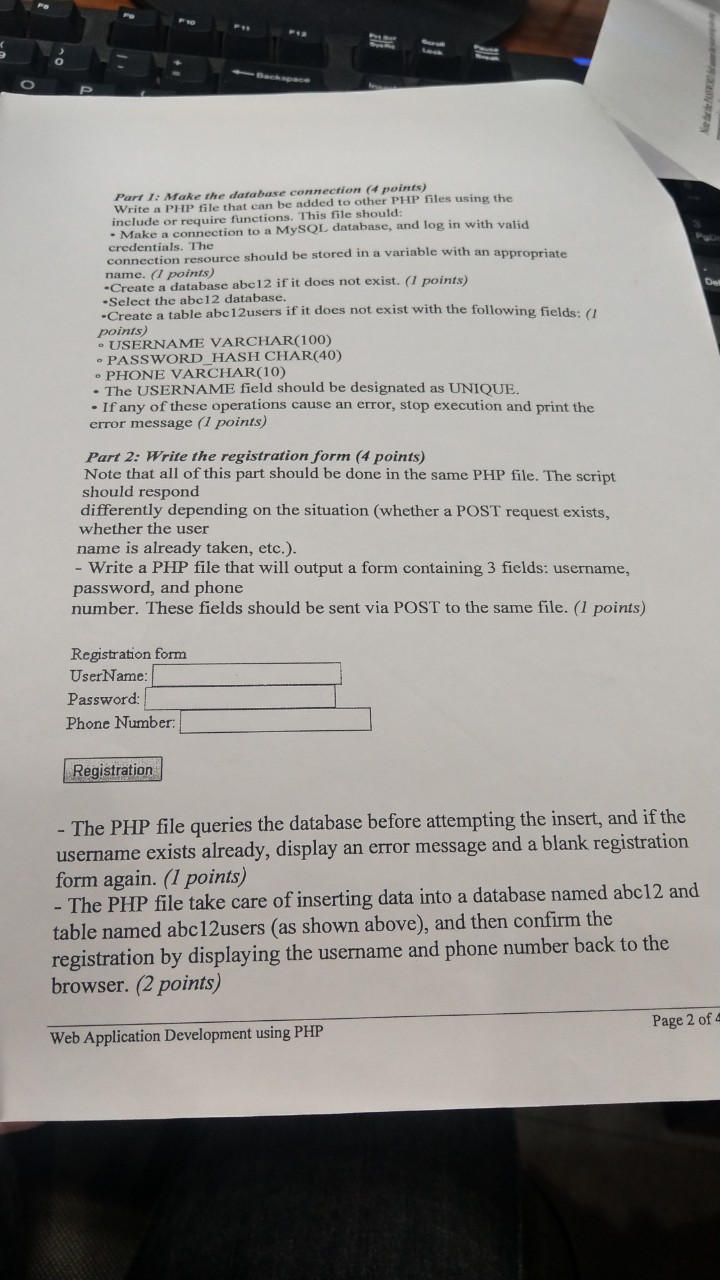 F8
F9
F10
F11
F12
Prt Scr
SysRq
Scroll
Lock
Pause
Break
Backspace
O
P
Part 1: Make the database connection (4 points)
Write a PHP file that can be added to other PHP files using the
include or require functions. This file should:
• Make a connection to a MySQL database, and log in with valid
credentials. The
connection resource should be stored in a variable with an appropriate
name. (1 points)
•Create a database abc12 if it does not exist. (1 points)
•Select the abc12 database.
•Create a table abc12users if it does not exist with the following fields: (1
points)
◦ USERNAME VARCHAR(100)
◦ PASSWORD_HASH CHAR(40)
◦ PHONE VARCHAR(10)
• The USERNAME field should be designated as UNIQUE.
• If any of these operations cause an error, stop execution and print the
error message (1 points)
Part 2: Write the registration form (4 points)
Note that all of this part should be done in the same PHP file. The script
should respond
differently depending on the situation (whether a POST request exists,
whether the user
name is already taken, etc.).
- Write a PHP file that will output a form containing 3 fields: username,
password, and phone
number. These fields should be sent via POST to the same file. (1 points)
Registration form
UserName:
Password:
Phone Number:
Registration
- The PHP file queries the database before attempting the insert, and if the
username exists already, display an error message and a blank registration
form again. (1 points)
- The PHP file take care of inserting data into a database named abc12 and
table named abc12users (as shown above), and then confirm the
registration by displaying the username and phone number back to the
browser. (2 points)
Web Application Development using PHP
Page 2 of 4